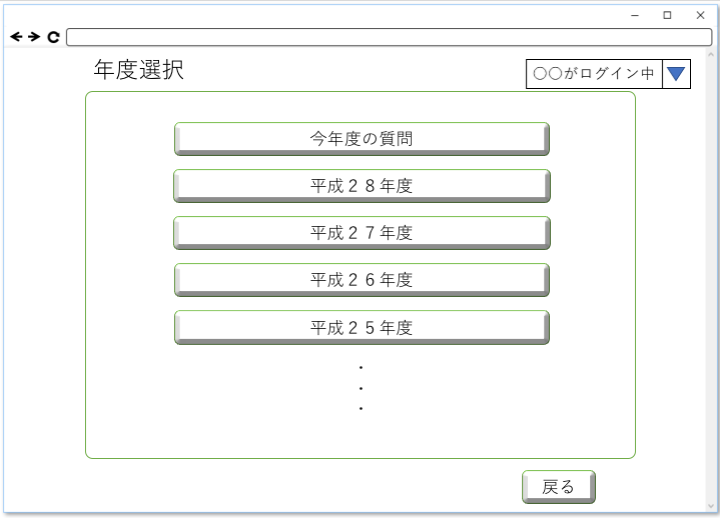 年度選択
〇〇がログイン中
今年度の質問
平成２８年度
平成２７年度
平成２６年度
平成２５年度
・
・
・
戻る